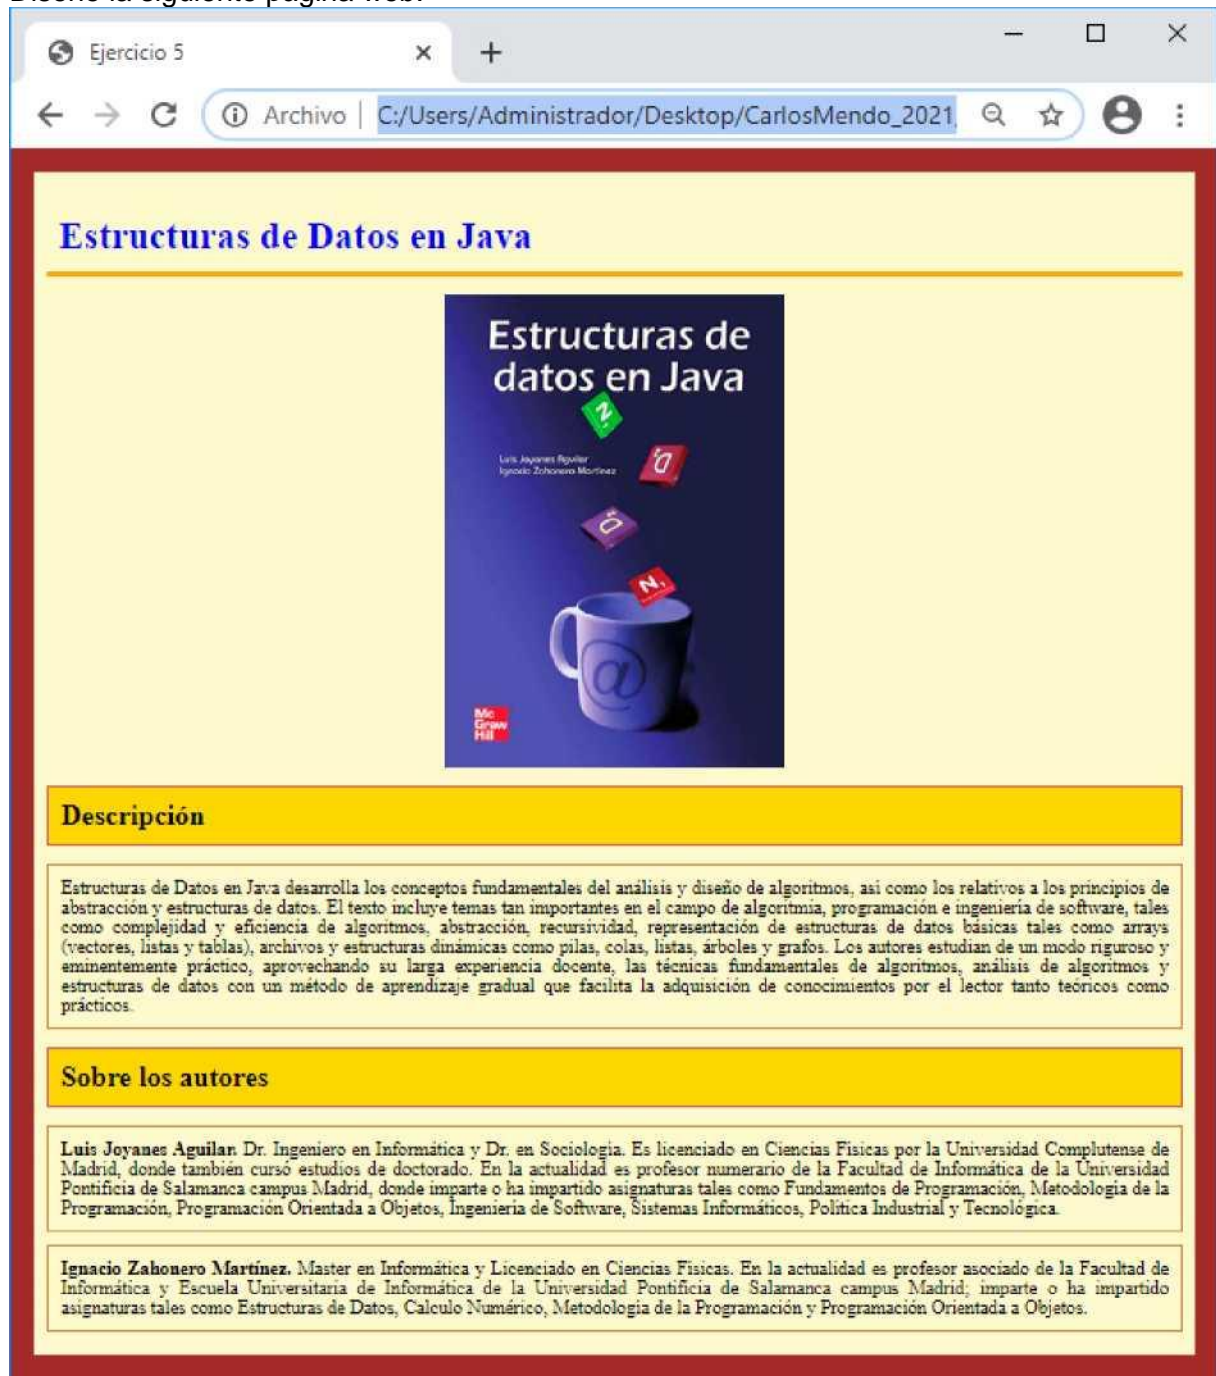 Diseñe la siguiente página web:
Ejercicio 5
Archivo | C:/Users/Administrador/Desktop/CarlosMendo_2021
Estructuras de Datos en Java
Estructuras de
datos en Java
Luis Joyanes Aguilar
Ignacio Zahonero Martínez
Mc
Graw
Hill
Descripción
Estructuras de Datos en Java desarrolla los conceptos fundamentales del análisis y diseño de algoritmos, asi como los relativos a los principios de
abstracción y estructuras de datos. El texto incluye temas tan importantes en el campo de algoritmia, programación e ingeniería de software, tales
como complejidad y eficiencia de algoritmos, abstracción, recursividad, representación de estructuras de datos básicas tales como arrays
(vectores, listas y tablas), archivos y estructuras dinámicas como pilas, colas, listas, árboles y grafos. Los autores estudian de un modo riguroso y
eminentemente práctico, aprovechando su larga experiencia docente, las técnicas fundamentales de algoritmos, análisis de algoritmos y
estructuras de datos con un método de aprendizaje gradual que facilita la adquisición de conocimientos por el lector tanto teóricos como
prácticos.
Sobre los autores
Luis Joyanes Aguilar. Dr. Ingeniero en Informática y Dr. en Sociología. Es licenciado en Ciencias Físicas por la Universidad Complutense de
Madrid, donde también cursó estudios de doctorado. En la actualidad es profesor numerario de la Facultad de Informática de la Universidad
Pontificia de Salamanca campus Madrid, donde imparte o ha impartido asignaturas tales como Fundamentos de Programación, Metodología de la
Programación, Programación Orientada a Objetos, Ingeniería de Software, Sistemas Informáticos, Política Industrial y Tecnológica.
Ignacio Zahonero Martínez. Master en Informática y Licenciado en Ciencias Físicas. En la actualidad es profesor asociado de la Facultad de
Informática y Escuela Universitaria de Informática de la Universidad Pontificia de Salamanca campus Madrid; imparte o ha impartido
asignaturas tales como Estructuras de Datos, Calculo Numérico, Metodología de la Programación y Programación Orientada a Objetos.